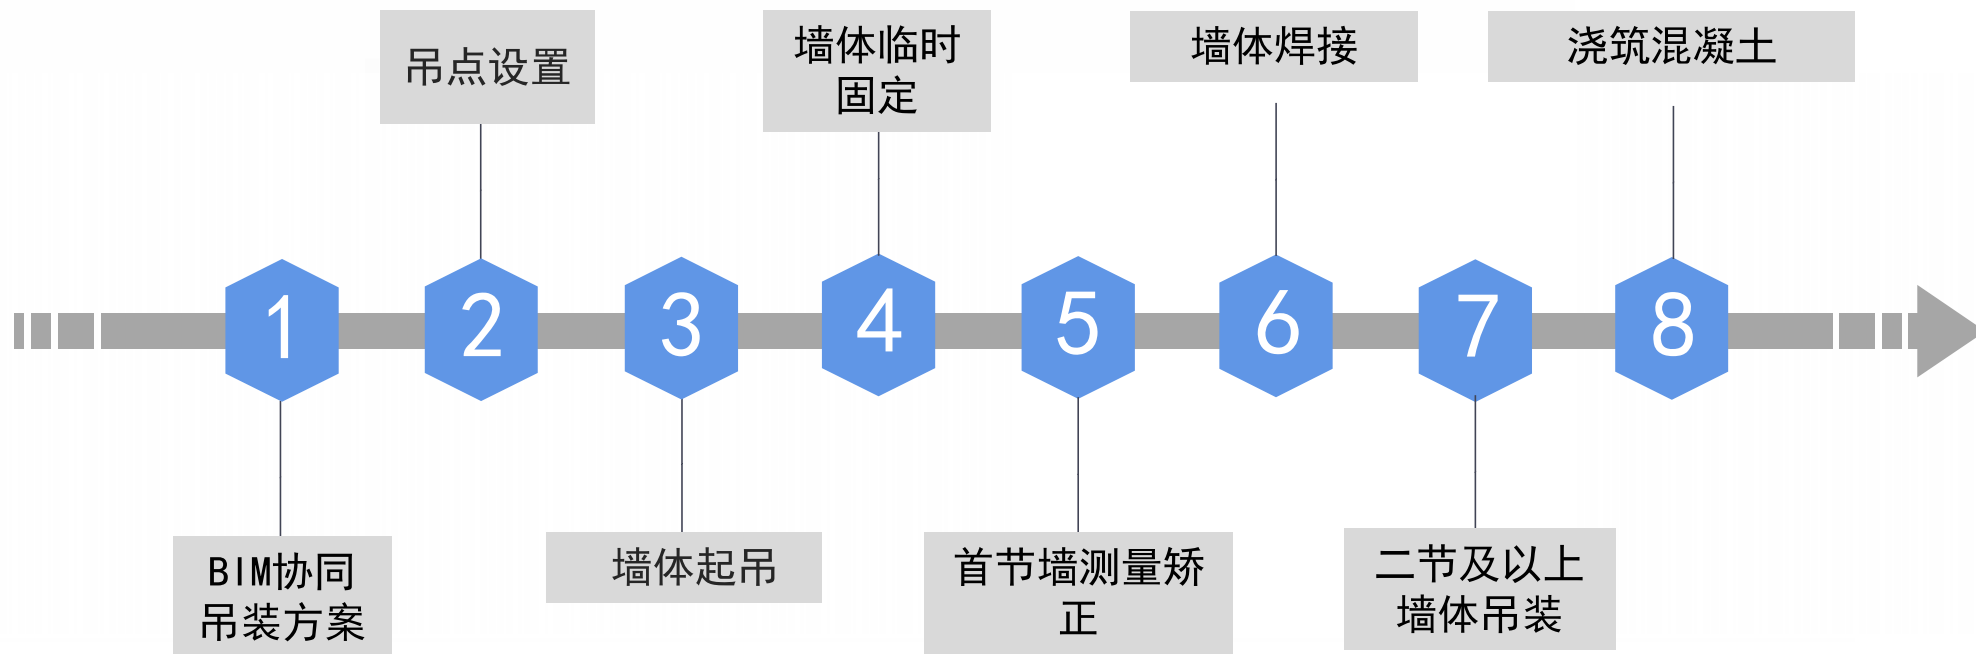 吊点设置
墙体临时
固定
墙体焊接
浇筑混凝土
1
2
3
4
5
6
7
8
BIM协同
吊装方案
墙体起吊
首节墙测量矫
正
二节及以上
墙体吊装